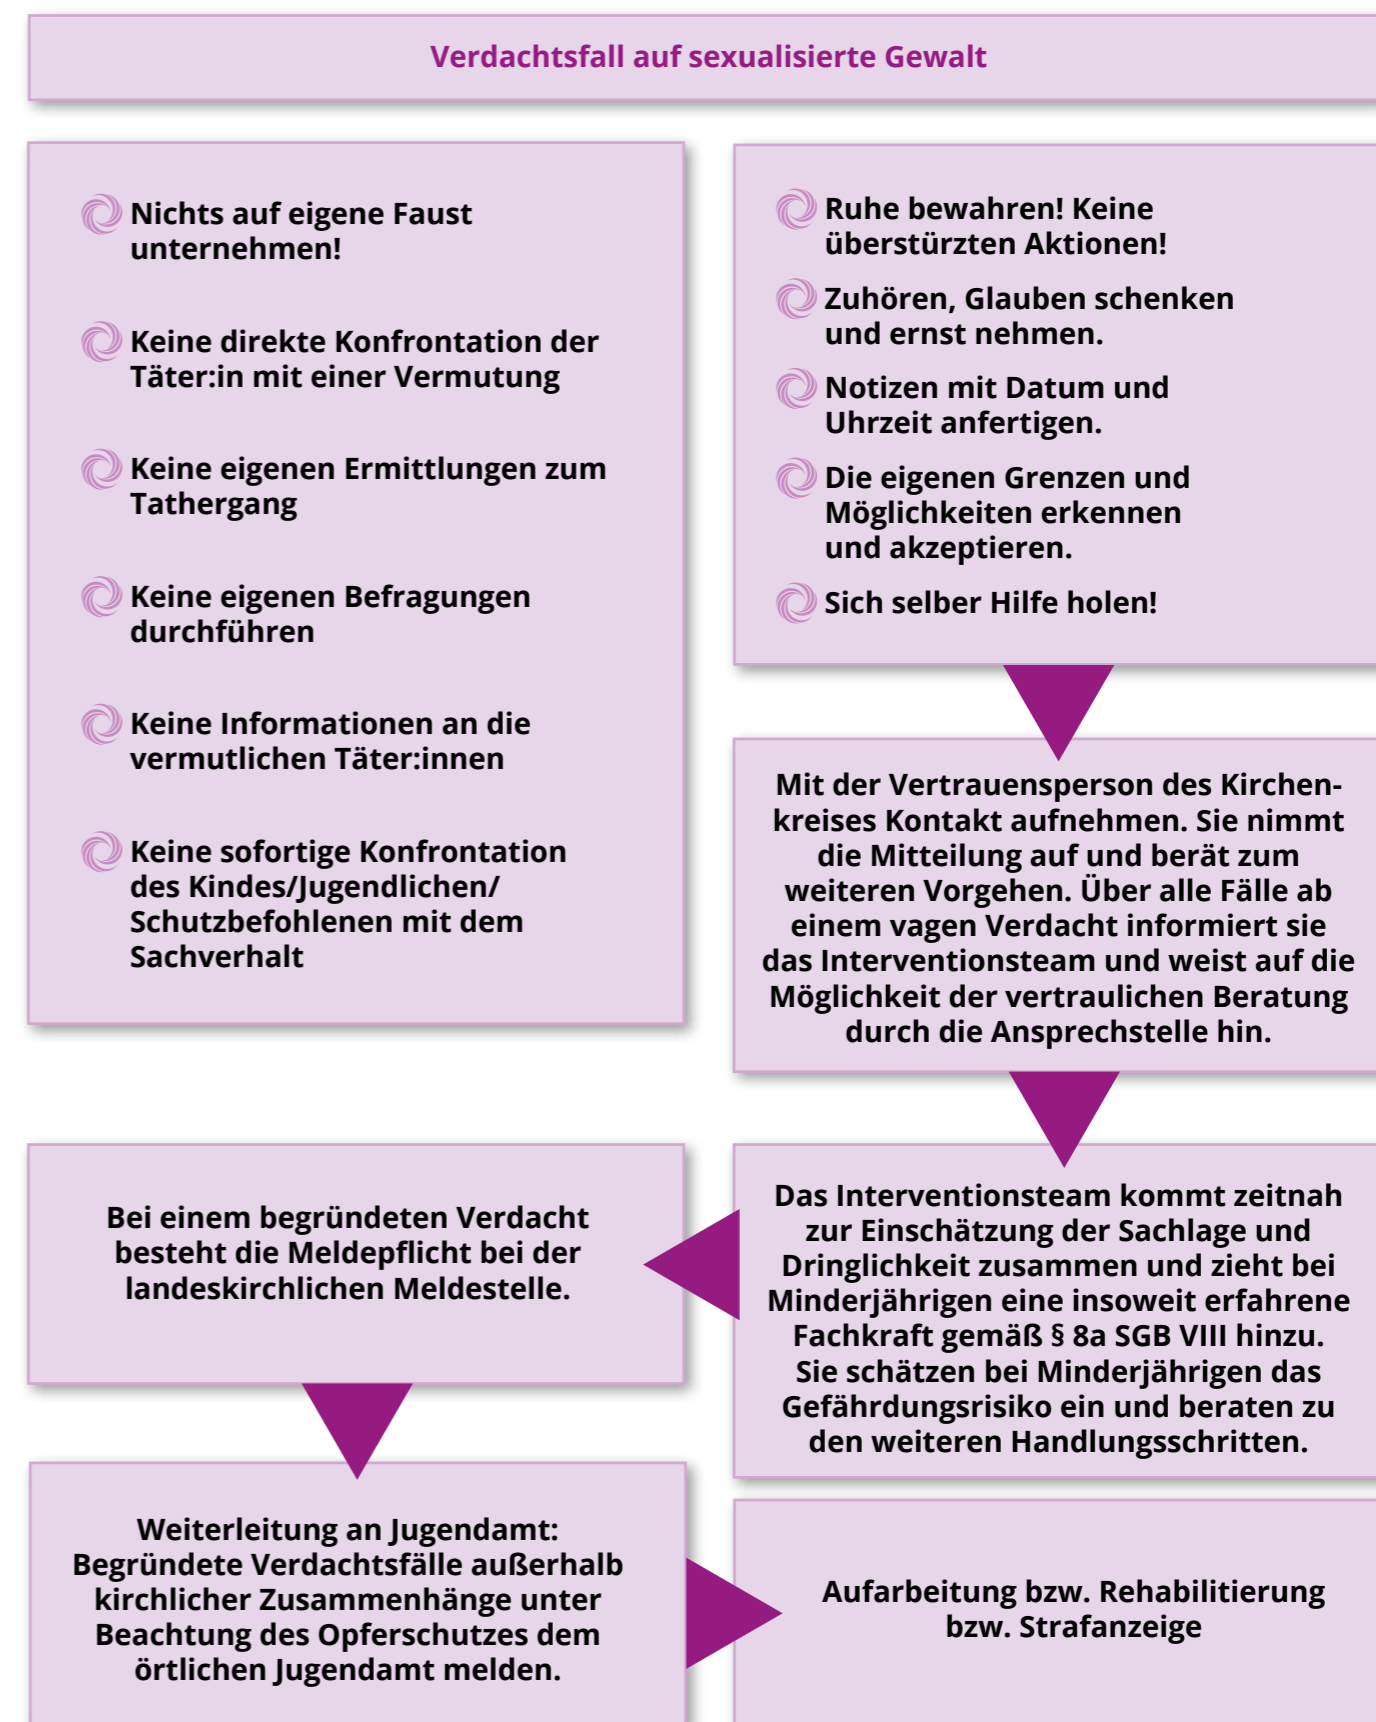 Verdachtsfall auf sexualisierte Gewalt
Nichts auf eigene Faust
unternehmen!
Keine direkte Konfrontation der
Täter:in mit einer Vermutung
Keine eigenen Ermittlungen zum
Tathergang
Keine eigenen Befragungen
durchführen
Keine Informationen an die
vermutlichen Täter:innen
Keine sofortige Konfrontation
des Kindes/Jugendlichen/
Schutzbefohlenen mit dem
Sachverhalt
Ruhe bewahren! Keine
überstürzten Aktionen!
Zuhören, Glauben schenken
und ernst nehmen.
Notizen mit Datum und
Uhrzeit anfertigen.
Die eigenen Grenzen und
Möglichkeiten erkennen
und akzeptieren.
Sich selber Hilfe holen!
Mit der Vertrauensperson des Kirchen-
kreises Kontakt aufnehmen. Sie nimmt
die Mitteilung auf und berät zum
weiteren Vorgehen. Über alle Fälle ab
einem vagen Verdacht informiert sie
das Interventionsteam und weist auf die
Möglichkeit der vertraulichen Beratung
durch die Ansprechstelle hin.
Das Interventionsteam kommt zeitnah
zur Einschätzung der Sachlage und
Dringlichkeit zusammen und zieht bei
Minderjährigen eine insoweit erfahrene
Fachkraft gemäß § 8a SGB VIII hinzu.
Sie schätzen bei Minderjährigen das
Gefährdungsrisiko ein und beraten zu
den weiteren Handlungsschritten.
Bei einem begründeten Verdacht
besteht die Meldepflicht bei der
landeskirchlichen Meldestelle.
Weiterleitung an Jugendamt:
Begründete Verdachtsfälle außerhalb
kirchlicher Zusammenhänge unter
Beachtung des Opferschutzes dem
örtlichen Jugendamt melden.
Aufarbeitung bzw. Rehabilitierung
bzw. Strafanzeige